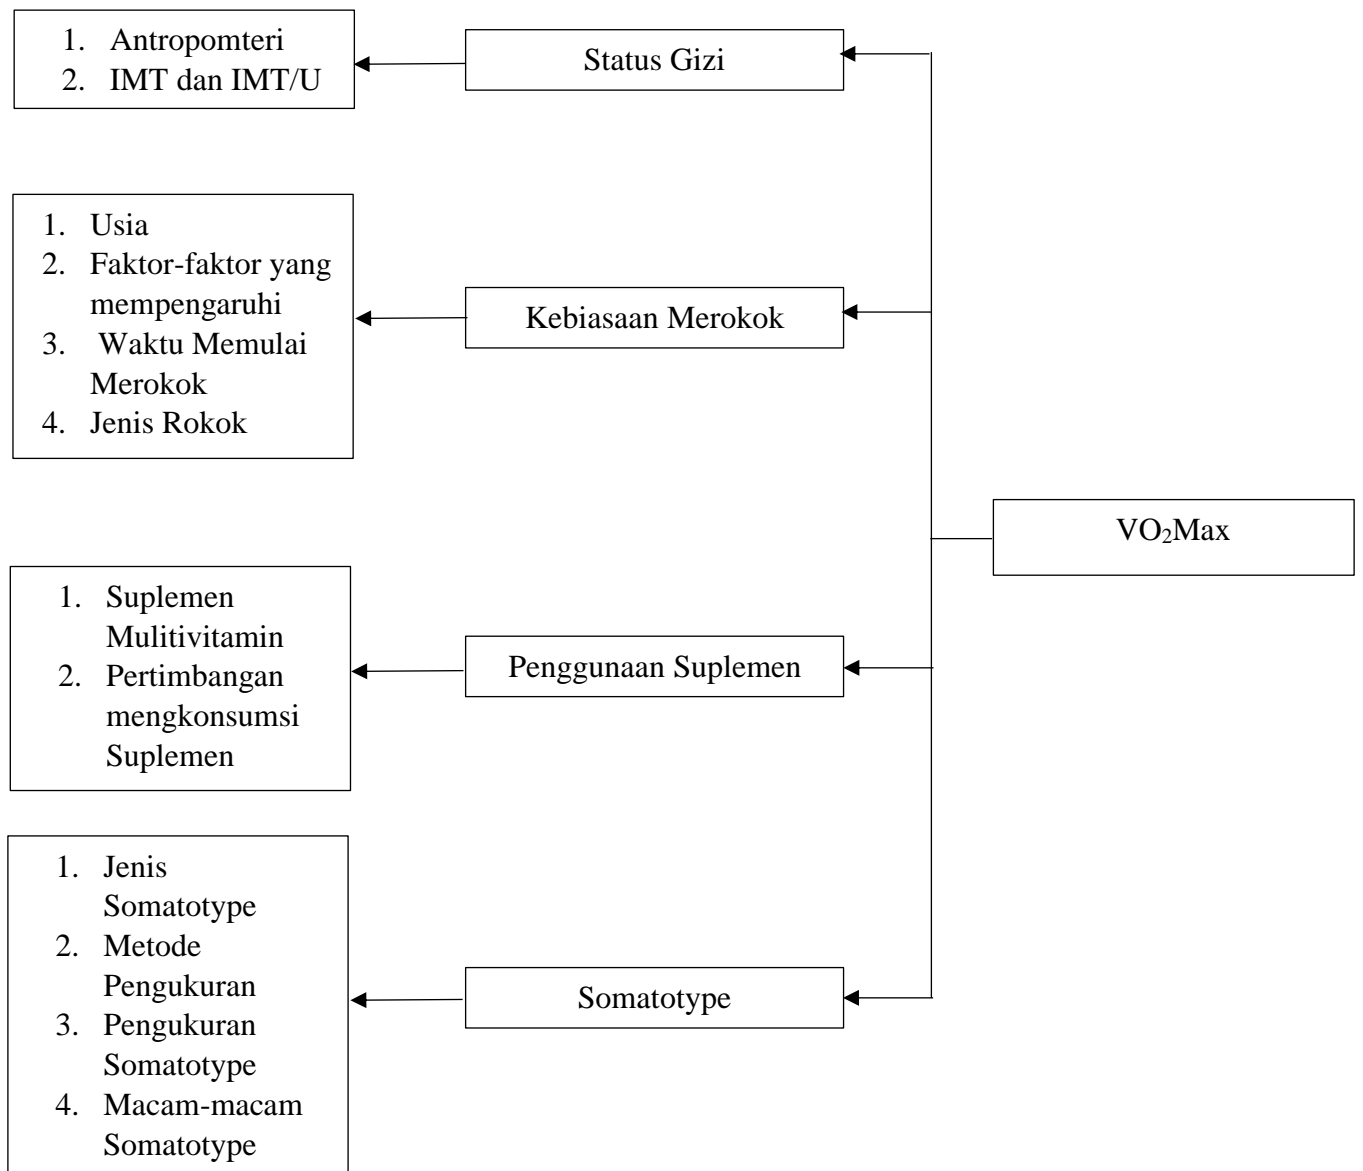 1. Antropomteri
2. IMT dan IMT/U
Status Gizi
1. Usia
2. Faktor-faktor yang
mempengaruhi
3. Waktu Memulai
Merokok
4. Jenis Rokok
Kebiasaan Merokok
VO₂Max
1. Suplemen
Mulitivitamin
2. Pertimbangan
mengkonsumsi
Suplemen
Penggunaan Suplemen
1. Jenis
Somatotype
2. Metode
Pengukuran
3. Pengukuran
Somatotype
4. Macam-macam
Somatotype
Somatotype